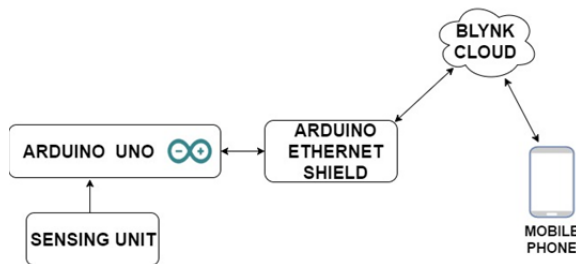 BLYNK
CLOUD
ARDUINO UNO
ARDUINO
ETHERNET
SHIELD
SENSING UNIT
MOBILE
PHONE